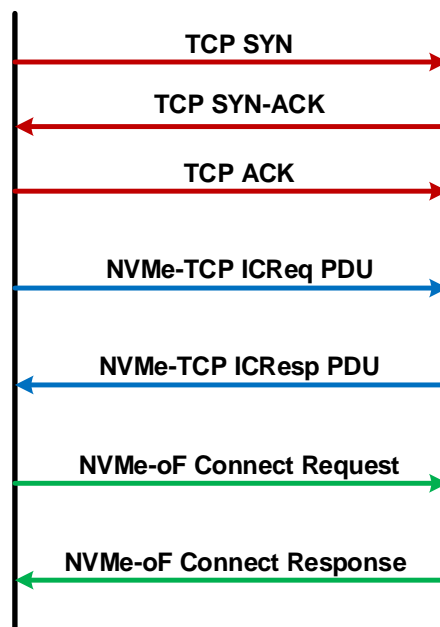 TCP SYN
TCP SYN-ACK
TCP ACK
NVMe-TCP ICReq PDU
NVMe-TCP ICResp PDU
NVMe-oF Connect Request
NVMe-oF Connect Response